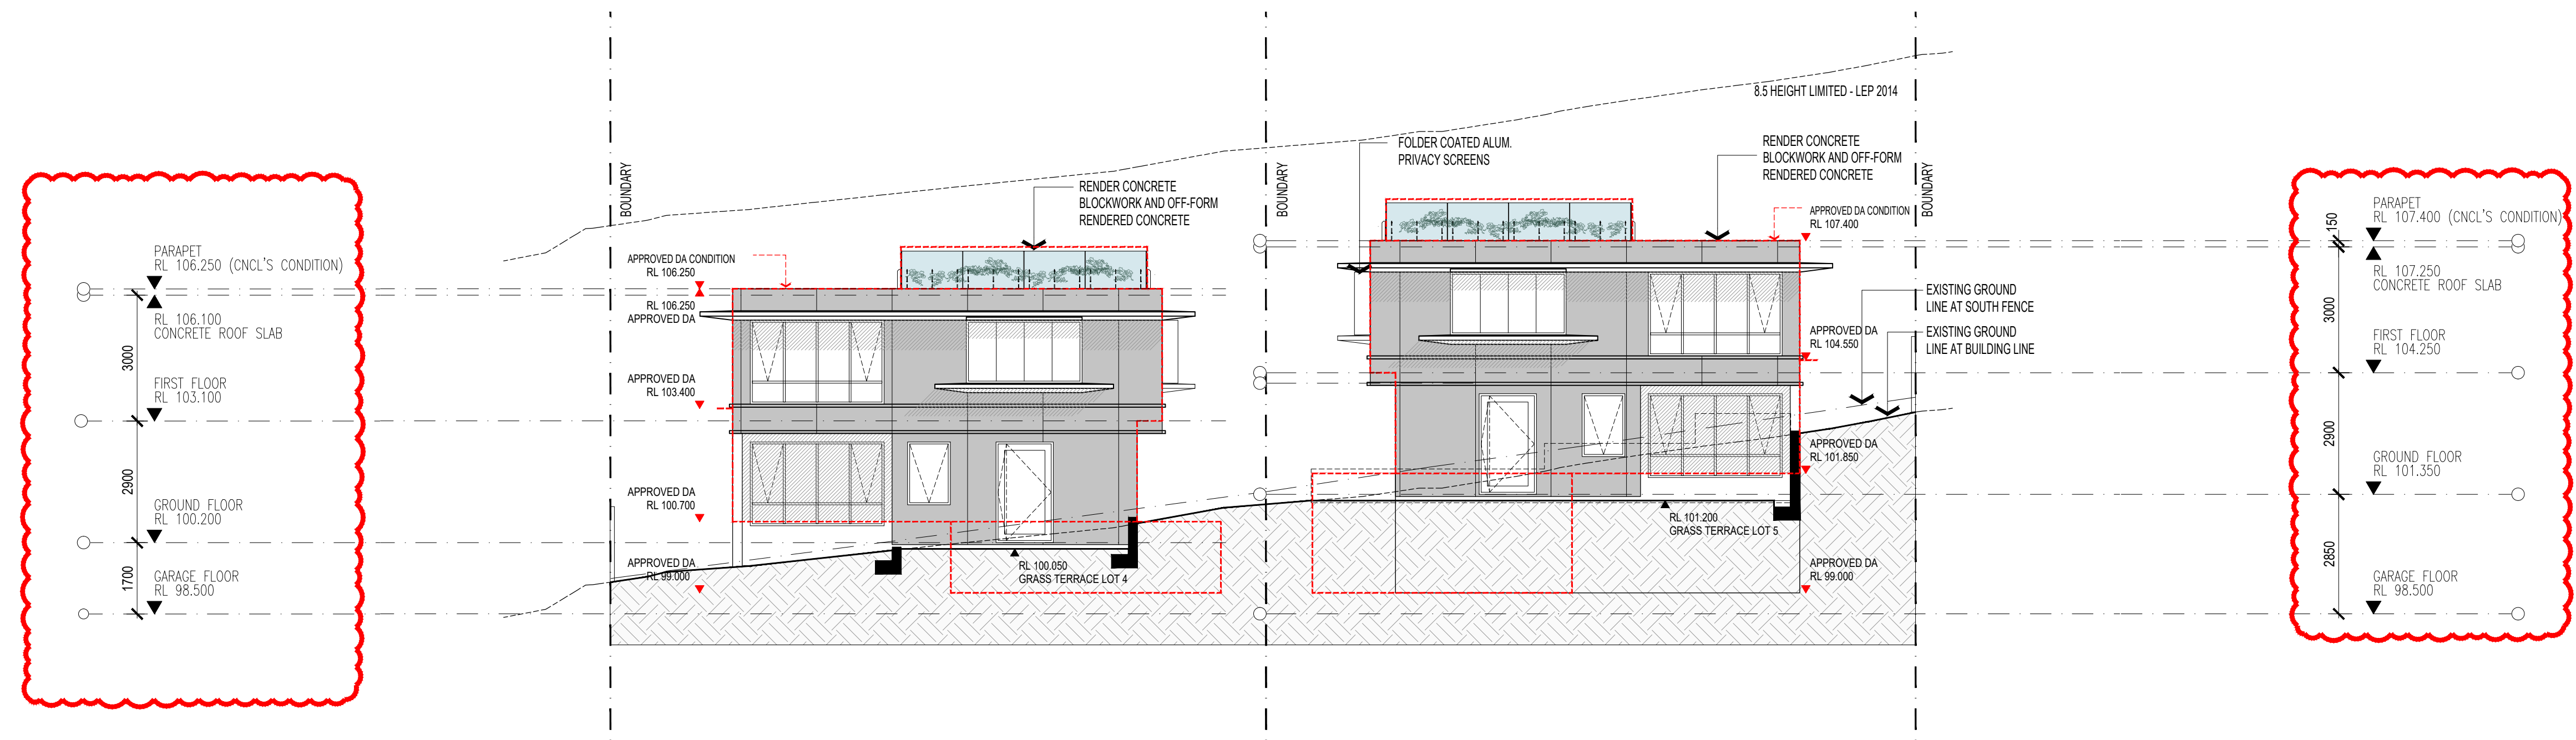 PARAPET
RL 106.250 (CNCL'S CONDITION)
RL 106.100
CONCRETE ROOF SLAB
3000
FIRST FLOOR
RL 103.100
2900
GROUND FLOOR
RL 100.200
1700
GARAGE FLOOR
RL 98.500
BOUNDARY
APPROVED DA CONDITION
RL 106.250
RL 106.250
APPROVED DA
APPROVED DA
RL 103.400
APPROVED DA
RL 100.700
APPROVED DA
RL 99.000
RENDER CONCRETE
BLOCKWORK AND OFF-FORM
RENDERED CONCRETE
RL 100.050
GRASS TERRACE LOT 4
BOUNDARY
FOLDER COATED ALUM.
PRIVACY SCREENS
8.5 HEIGHT LIMITED - LEP 2014
RENDER CONCRETE
BLOCKWORK AND OFF-FORM
RENDERED CONCRETE
APPROVED DA CONDITION
RL 107.400
BOUNDARY
EXISTING GROUND
LINE AT SOUTH FENCE
EXISTING GROUND
LINE AT BUILDING LINE
APPROVED DA
RL 104.550
APPROVED DA
RL 101.850
RL 101.200
GRASS TERRACE LOT 5
APPROVED DA
RL 99.000
PARAPET
RL 107.400 (CNCL'S CONDITION)
150
RL 107.250
CONCRETE ROOF SLAB
3000
FIRST FLOOR
RL 104.250
2900
GROUND FLOOR
RL 101.350
2850
GARAGE FLOOR
RL 98.500